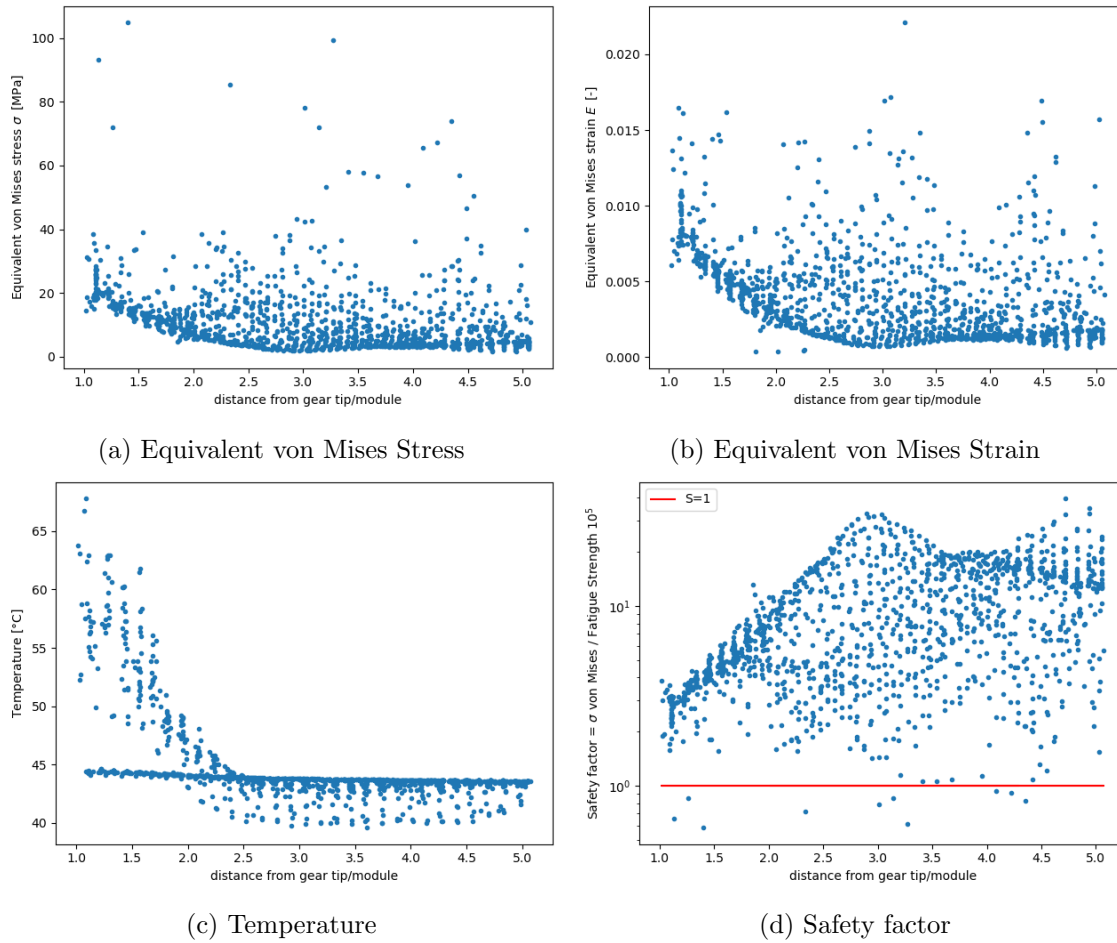 Equivalent von Mises stress σ [MPa]
100
80
60
40
20
0
1.0 1.5 2.0 2.5 3.0 3.5 4.0 4.5 5.0
distance from gear tip/module
(a) Equivalent von Mises Stress
Equivalent von Mises strain E [-]
0.020
0.015
0.010
0.005
0.000
1.0 1.5 2.0 2.5 3.0 3.5 4.0 4.5 5.0
distance from gear tip/module
(b) Equivalent von Mises Strain
Temperature [°C]
65
60
55
50
45
40
1.0 1.5 2.0 2.5 3.0 3.5 4.0 4.5 5.0
distance from gear tip/module
(c) Temperature
Safety factor = σ von Mises / Fatigue Strength 10⁵
S=1
10¹
10⁰
1.0 1.5 2.0 2.5 3.0 3.5 4.0 4.5 5.0
distance from gear tip/module
(d) Safety factor